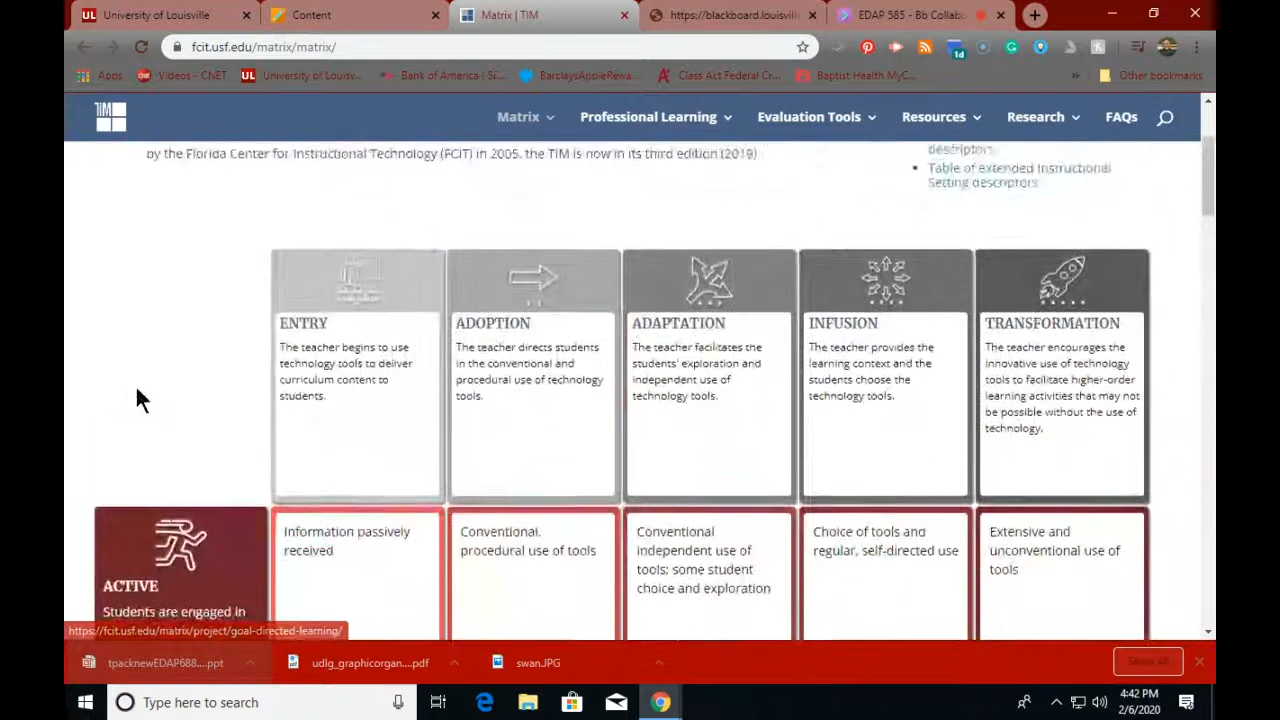 University of Louisville
Content
Matrix | TIM
https://blackboard.louisville
EDAP 585 - Bb Collabo
fcit.usf.edu/matrix/matrix/
1d
Apps
Videos - CNET
University of Louisv...
Bank of America | Si...
BarclaysAppleRewa...
Class Act Federal Cr...
Baptist Health MyC...
»
Other bookmarks
TIM
Matrix
Professional Learning
Evaluation Tools
Resources
Research
FAQs
by the Florida Center for Instructional Technology (FCIT) in 2005, the TIM is now in its third edition (2019)
descriptors
Table of extended Instructional
Setting descriptors
ENTRY
The teacher begins to use
technology tools to deliver
curriculum content to
students.
ADOPTION
The teacher directs students
in the conventional and
procedural use of technology
tools.
ADAPTATION
The teacher facilitates the
students' exploration and
independent use of
technology tools.
INFUSION
The teacher provides the
learning context and the
students choose the
technology tools.
TRANSFORMATION
The teacher encourages the
innovative use of technology
tools to facilitate higher-order
learning activities that may not
be possible without the use of
technology.
ACTIVE
Students are engaged in
Information passively
received
Conventional,
procedural use of tools
Conventional
independent use of
tools; some student
choice and exploration
Choice of tools and
regular, self-directed use
Extensive and
unconventional use of
tools
https://fcit.usf.edu/matrix/project/goal-directed-learning/
tpacknewEDAP688....ppt
udlg_graphicorgan....pdf
swan.JPG
Show all
Type here to search
4:42 PM
2/6/2020